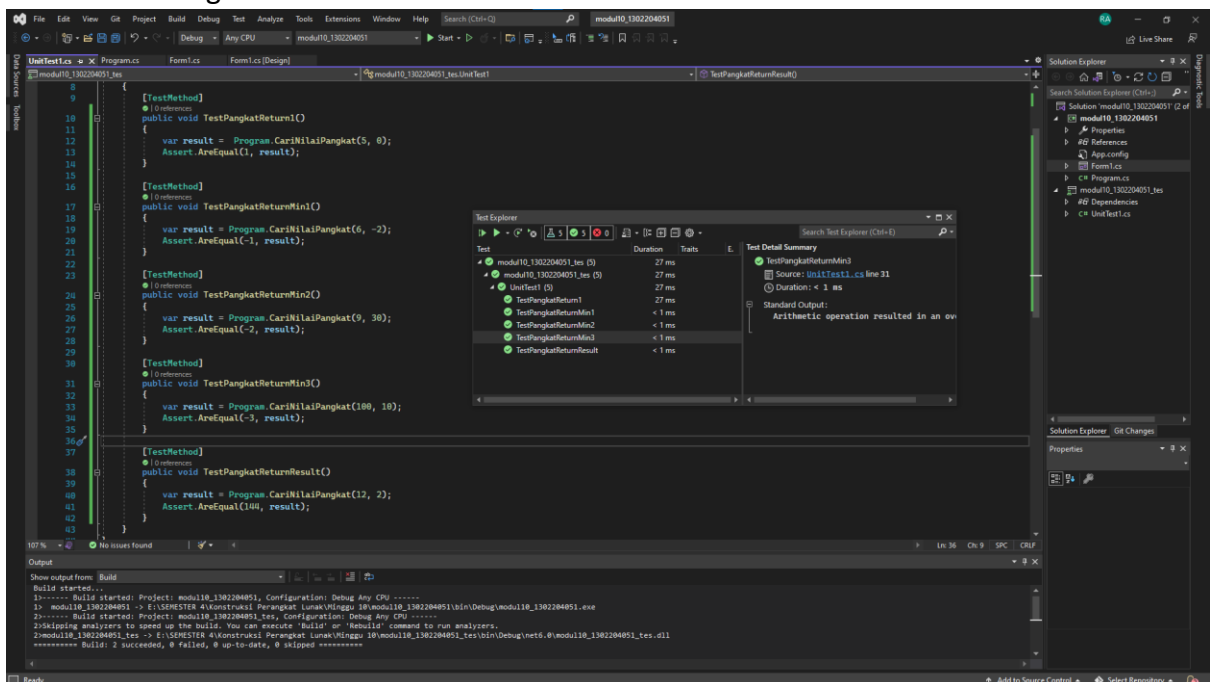 File Edit View Git Project Build Debug Test Analyze Tools Extensions Window Help Search (Ctrl+Q) modul10_1302204051 RA
Debug Any CPU modul10_1302204051 Start Live Share
UnitTest1.cs Program.cs Form1.cs Form1.cs [Design]
modul10_1302204051_tes modul10_1302204051_tes.UnitTest1 TestPangkatReturnResult()
Data Sources
Toolbox
8 {
9 [TestMethod]
0 references
10 public void TestPangkatReturn1()
11 {
12 var result = Program.CariNilaiPangkat(5, 0);
13 Assert.AreEqual(1, result);
14 }
15
16 [TestMethod]
0 references
17 public void TestPangkatReturnMin1()
18 {
19 var result = Program.CariNilaiPangkat(6, -2);
20 Assert.AreEqual(-1, result);
21 }
22
23 [TestMethod]
0 references
24 public void TestPangkatReturnMin2()
25 {
26 var result = Program.CariNilaiPangkat(9, 30);
27 Assert.AreEqual(-2, result);
28 }
29
30 [TestMethod]
0 references
31 public void TestPangkatReturnMin3()
32 {
33 var result = Program.CariNilaiPangkat(100, 10);
34 Assert.AreEqual(-3, result);
35 }
36
37 [TestMethod]
0 references
38 public void TestPangkatReturnResult()
39 {
40 var result = Program.CariNilaiPangkat(12, 2);
41 Assert.AreEqual(144, result);
42 }
43 }
107 % No issues found Ln: 36 Ch: 9 SPC CRLF
Test Explorer
5 5 0 Search Test Explorer (Ctrl+E)
Test Duration Traits E.
modul10_1302204051_tes (5) 27 ms
modul10_1302204051_tes (5) 27 ms
UnitTest1 (5) 27 ms
TestPangkatReturn1 27 ms
TestPangkatReturnMin1 < 1 ms
TestPangkatReturnMin2 < 1 ms
TestPangkatReturnMin3 < 1 ms
TestPangkatReturnResult < 1 ms
Test Detail Summary
TestPangkatReturnMin3
Source: UnitTest1.cs line 31
Duration: < 1 ms
Standard Output:
Arithmetic operation resulted in an ov
Solution Explorer
Search Solution Explorer (Ctrl+;)
Solution 'modul10_1302204051' (2 of
modul10_1302204051
Properties
References
App.config
Form1.cs
C# Program.cs
modul10_1302204051_tes
Dependencies
C# UnitTest1.cs
Solution Explorer Git Changes
Properties
Diagnostic Tools
Output
Show output from: Build
Build started...
1>------ Build started: Project: modul10_1302204051, Configuration: Debug Any CPU ------
1> modul10_1302204051 -> E:\SEMESTER 4\Konstruksi Perangkat Lunak\Minggu 10\modul10_1302204051\bin\Debug\modul10_1302204051.exe
2>------ Build started: Project: modul10_1302204051_tes, Configuration: Debug Any CPU ------
2>Skipping analyzers to speed up the build. You can execute 'Build' or 'Rebuild' command to run analyzers.
2>modul10_1302204051_tes -> E:\SEMESTER 4\Konstruksi Perangkat Lunak\Minggu 10\modul10_1302204051_tes\bin\Debug\net6.0\modul10_1302204051_tes.dll
========== Build: 2 succeeded, 0 failed, 0 up-to-date, 0 skipped ==========
Ready Add to Source Control Select Repository